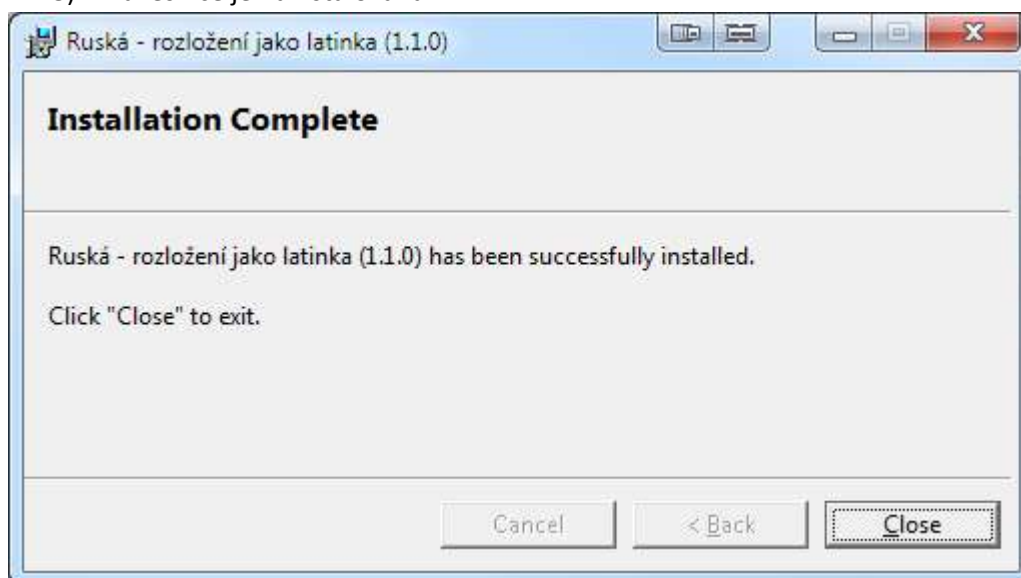 Ruská - rozložení jako latinka (1.1.0)
Installation Complete
Ruská - rozložení jako latinka (1.1.0) has been successfully installed.
Click "Close" to exit.
Cancel
< Back
Close